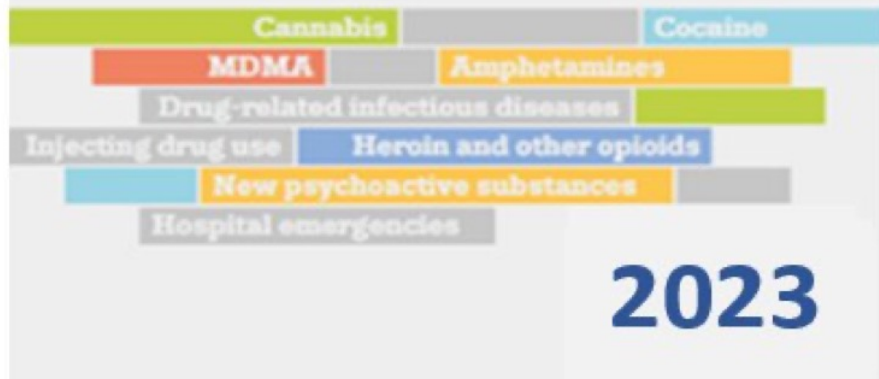 Cannabis Cocaine
MDMA Amphetamines
Drug-related infectious diseases
Injecting drug use Heroin and other opioids
New psychoactive substances
Hospital emergencies
2023